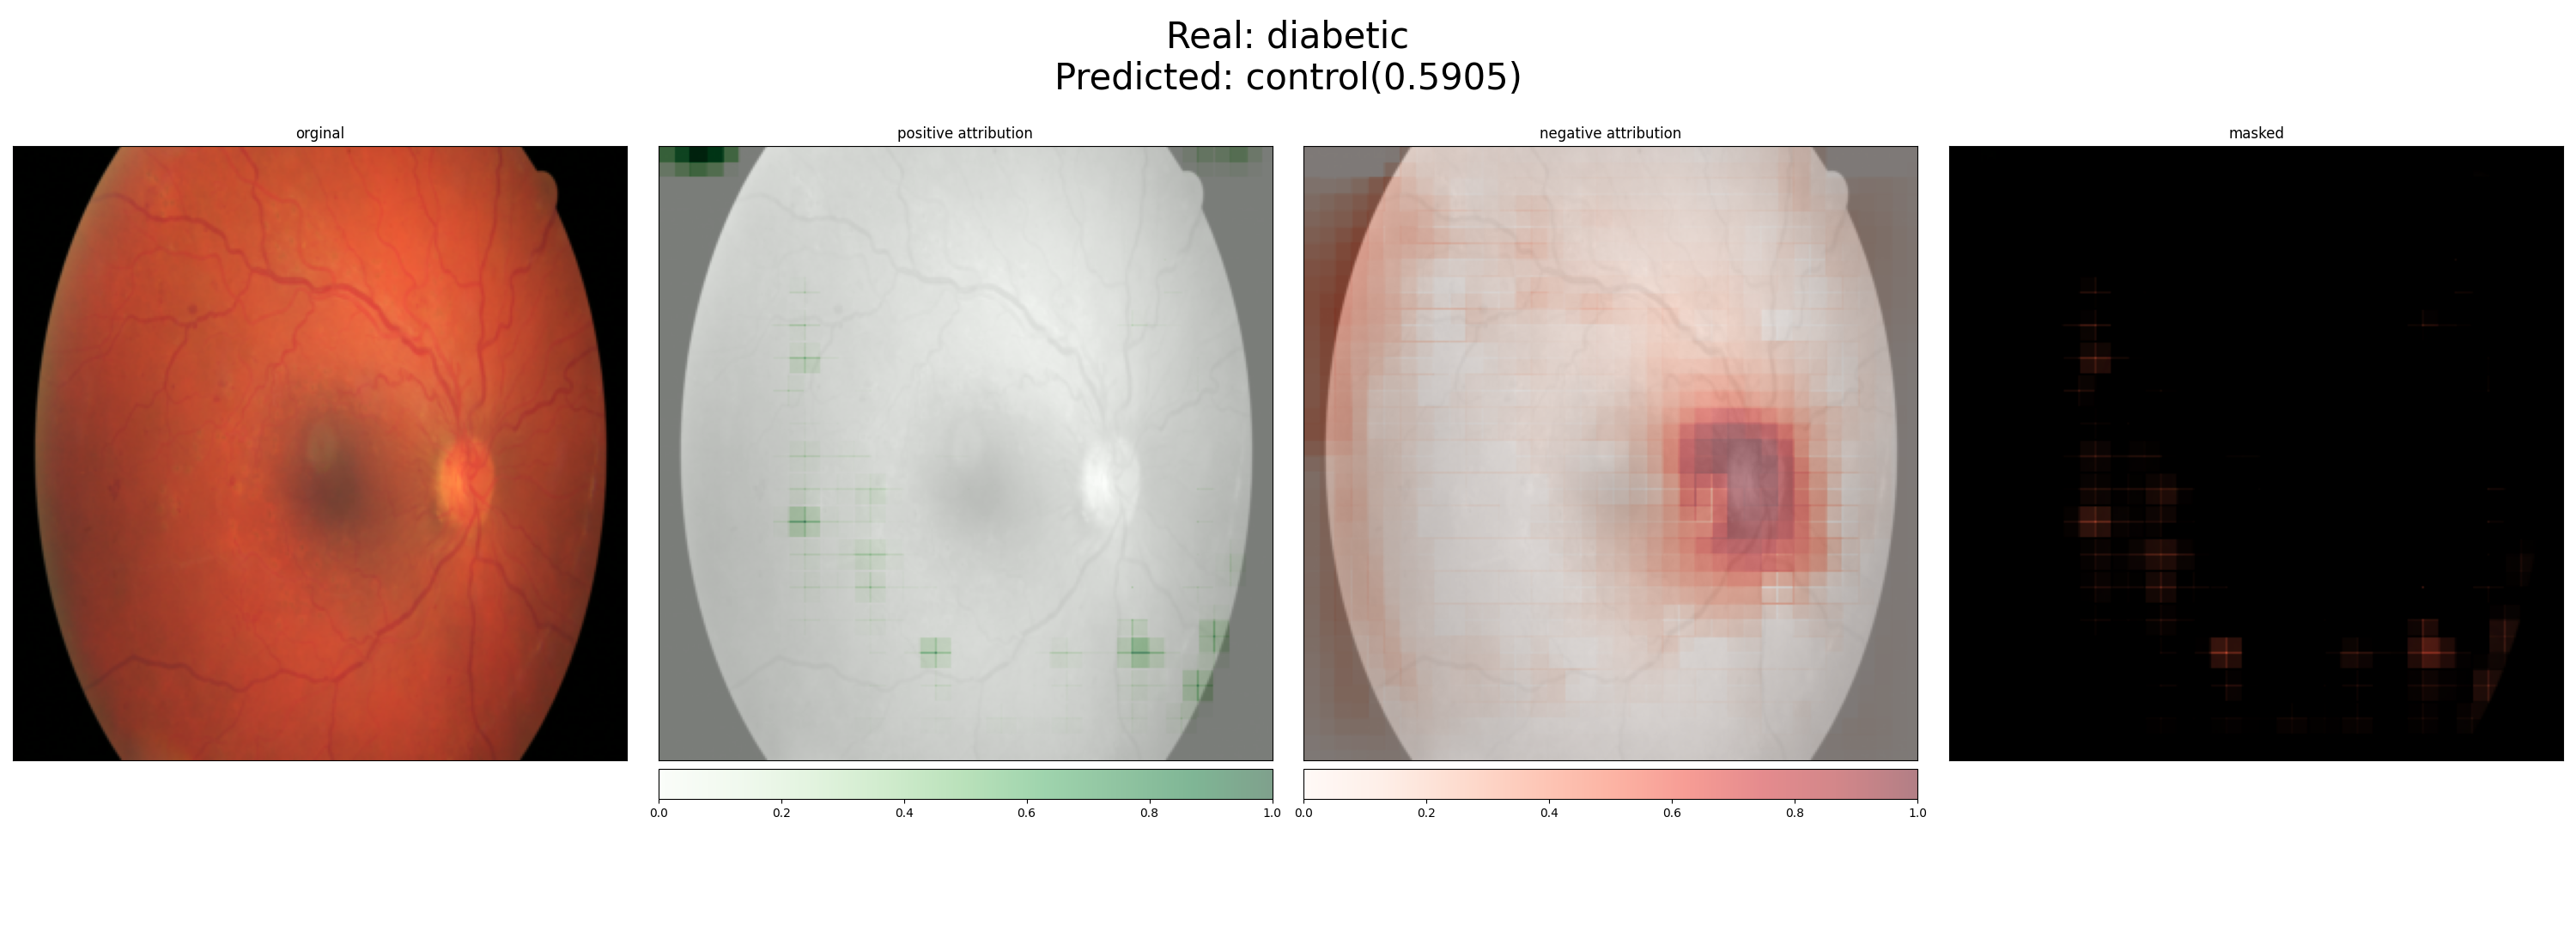 Real: diabetic
Predicted: control(0.5905)
orginal
positive attribution
negative attribution
masked
0.0 0.2 0.4 0.6 0.8 1.0
0.0 0.2 0.4 0.6 0.8 1.0